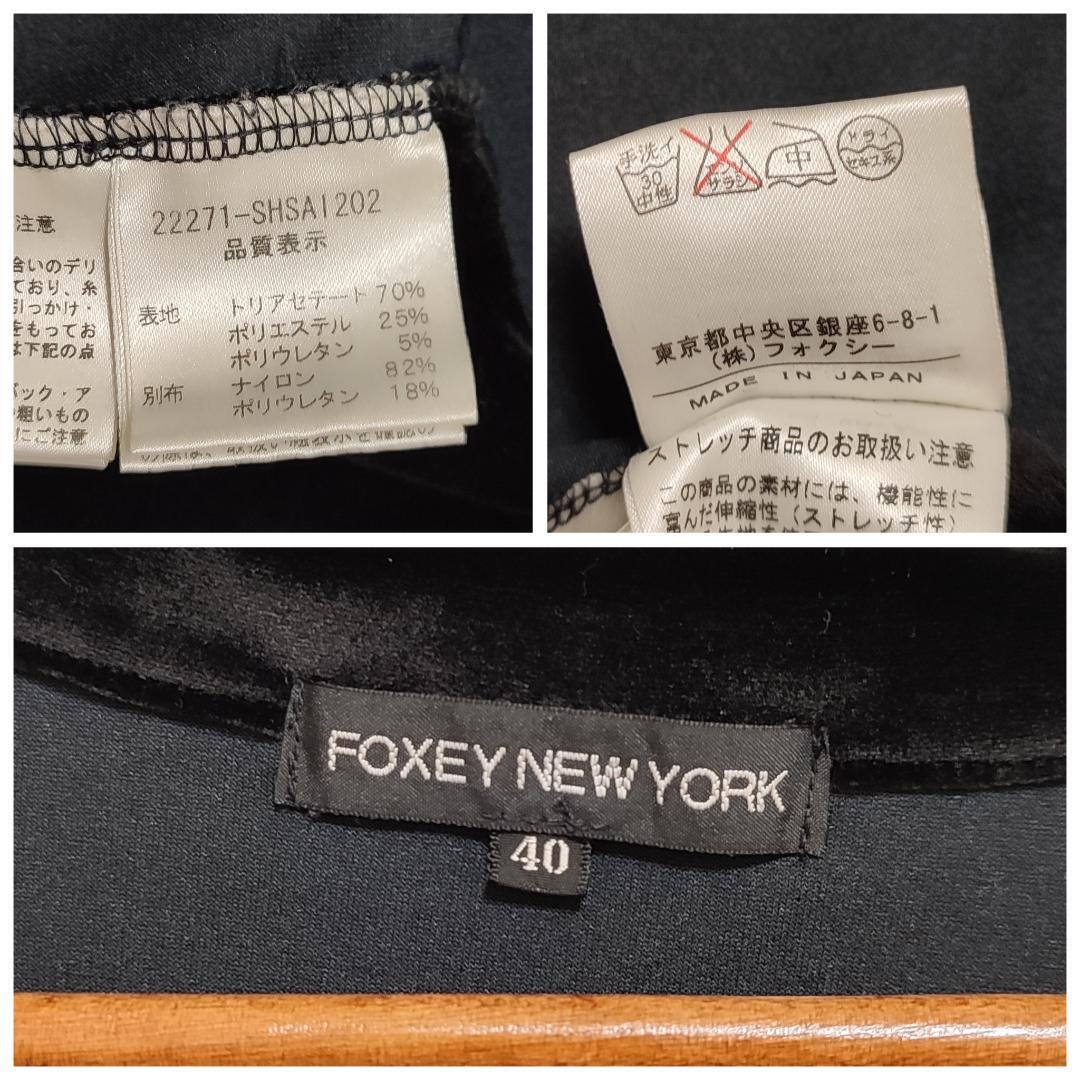 注意
合いのデリ
ており、糸
引っかけ・
をもってお
は下記の点
バック・ア
粗いもの
にご注意
22271-SHSAI202
品質表示
表地 トリアセテート 70%
ポリエステル 25%
ポリウレタン 5%
別布 ナイロン 82%
ポリウレタン 18%
手洗イ
30
中性
サラシ
中
ドライ
セキユ系
東京都中央区銀座6-8-1
(株)フォクシー
MADE IN JAPAN
ストレッチ商品のお取扱い注意
この商品の素材には、機能性に
富んだ伸縮性(ストレッチ性)
FOXEY NEW YORK
40